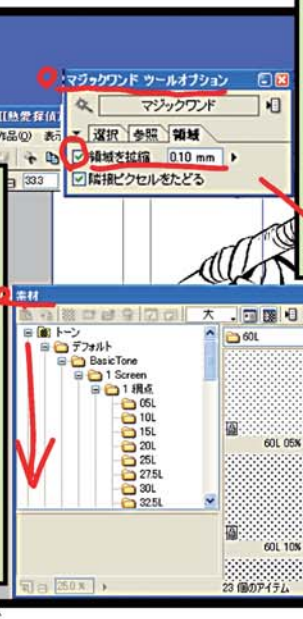 マジックワンド ツールオプション
マジックワンド
選択 参照 領域
領域を拡縮 0.10 mm
隣接ピクセルをたどる
作品(O) 表示
33.3
素材
大
トーン
デフォルト
BasicTone
1 Screen
1 網点
05L
10L
15L
20L
25L
27.5L
30L
32.5L
60L
60L 05%
60L 10%
25.0 %
23 個のアイテム